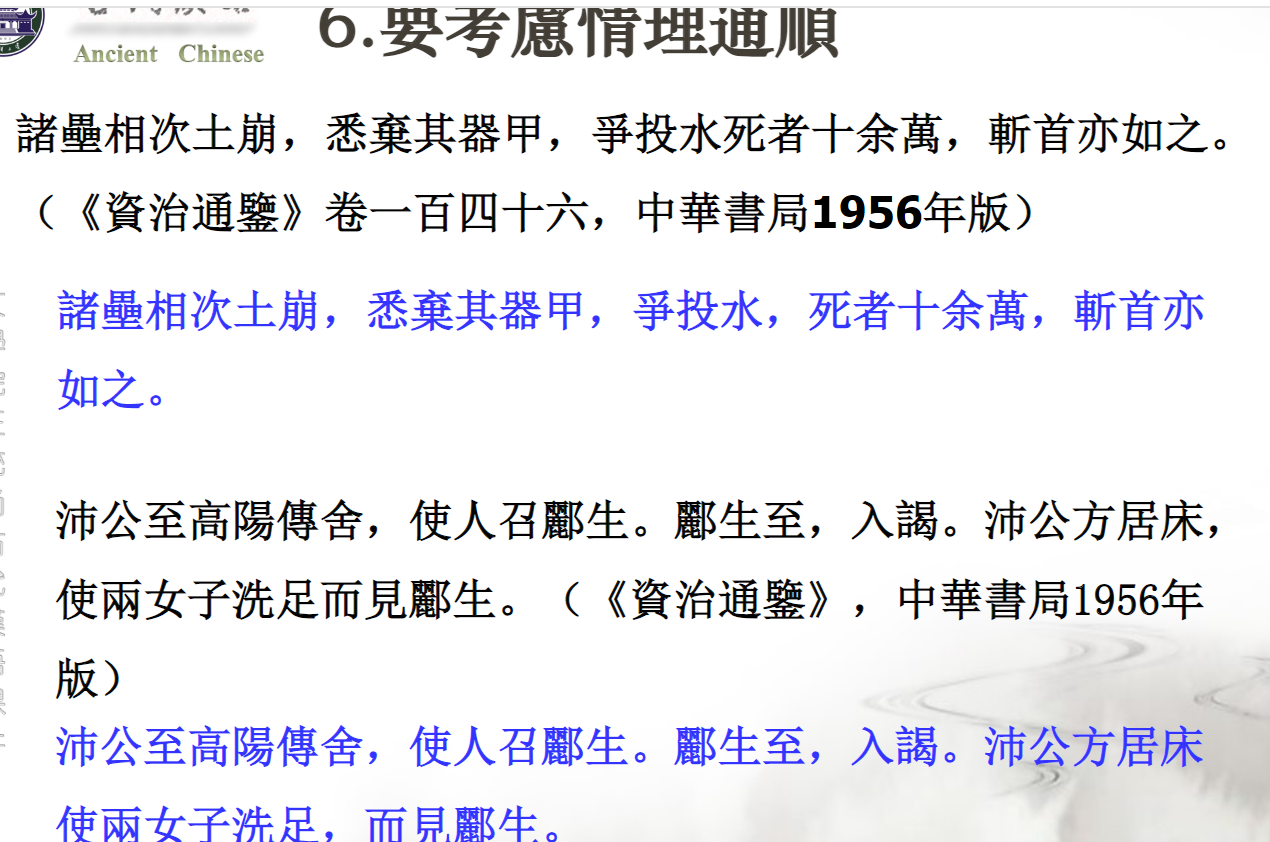 Ancient Chinese
6.要考慮情理通順
諸壘相次土崩，悉棄其器甲，爭投水死者十余萬，斬首亦如之。
（《資治通鑒》卷一百四十六，中華書局1956年版）
諸壘相次土崩，悉棄其器甲，爭投水，死者十余萬，斬首亦
如之。
沛公至高陽傳舍，使人召酈生。酈生至，入謁。沛公方居床，
使兩女子洗足而見酈生。（《資治通鑒》，中華書局1956年
版）
沛公至高陽傳舍，使人召酈生。酈生至，入謁。沛公方居床
使兩女子洗足，而見酈生。